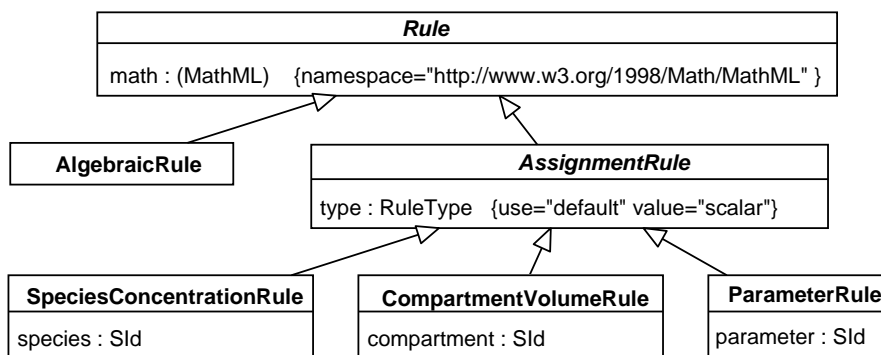 Rule
math : (MathML) {namespace="http://www.w3.org/1998/Math/MathML" }
AlgebraicRule
AssignmentRule
type : RuleType {use="default" value="scalar"}
SpeciesConcentrationRule
species : SId
CompartmentVolumeRule
compartment : SId
ParameterRule
parameter : SId